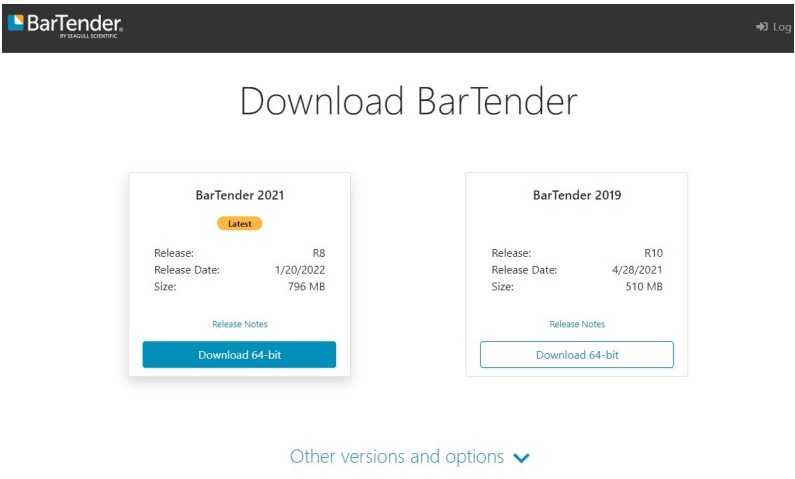 BarTender®
BY SEAGULL SCIENTIFIC
Log
Download BarTender
BarTender 2021
Latest
Release: R8
Release Date: 1/20/2022
Size: 796 MB
Release Notes
Download 64-bit
BarTender 2019
Release: R10
Release Date: 4/28/2021
Size: 510 MB
Release Notes
Download 64-bit
Other versions and options